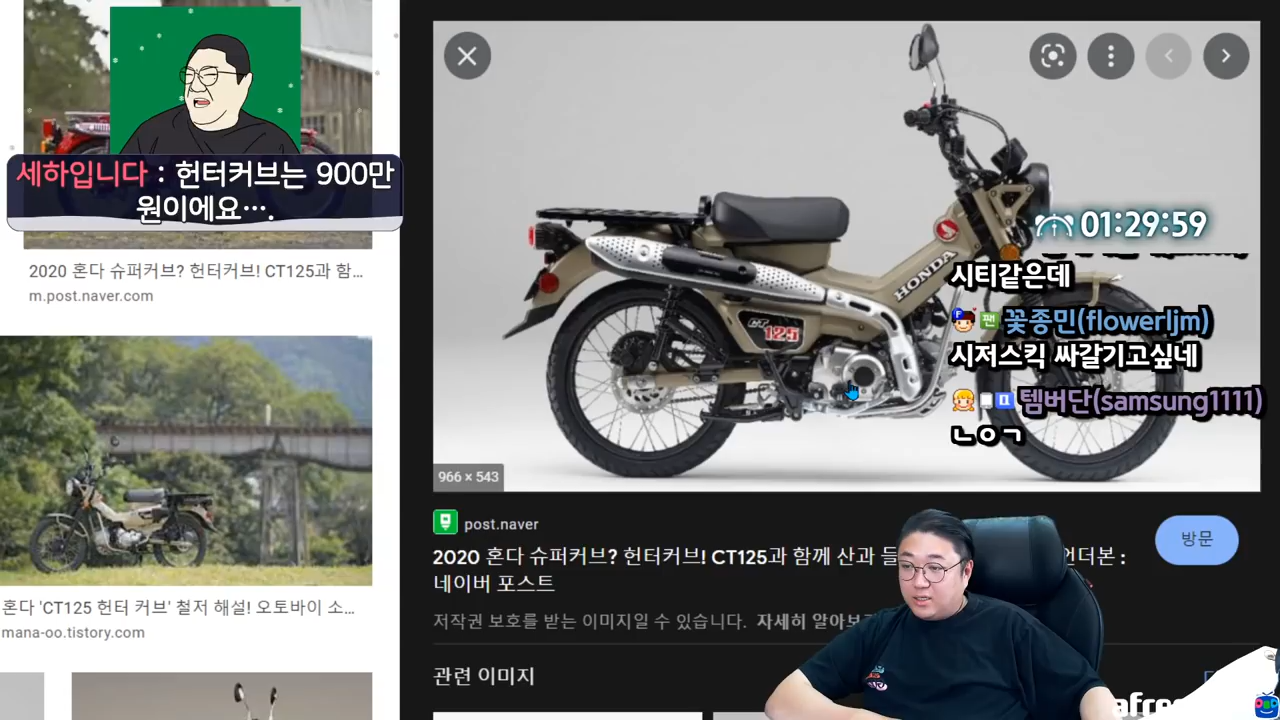 세하입니다 : 헌터커브는 900만
원이에요….
2020 혼다 슈퍼커브? 헌터커브! CT125과 함...
m.post.naver.com
혼다 'CT125 헌터 커브' 철저 해설! 오토바이 소...
mana-oo.tistory.com
HONDA
CT
125
966 × 543
01:29:59
시티같은데
팬 꽃종민(flowerljm)
시저스킥 싸갈기고싶네
템버단(samsung1111)
ㄴㅇㄱ
post.naver
방문
2020 혼다 슈퍼커브? 헌터커브! CT125과 함께 산과 들
언더본 :
네이버 포스트
저작권 보호를 받는 이미지일 수 있습니다. 자세히 알아보
관련 이미지
afree